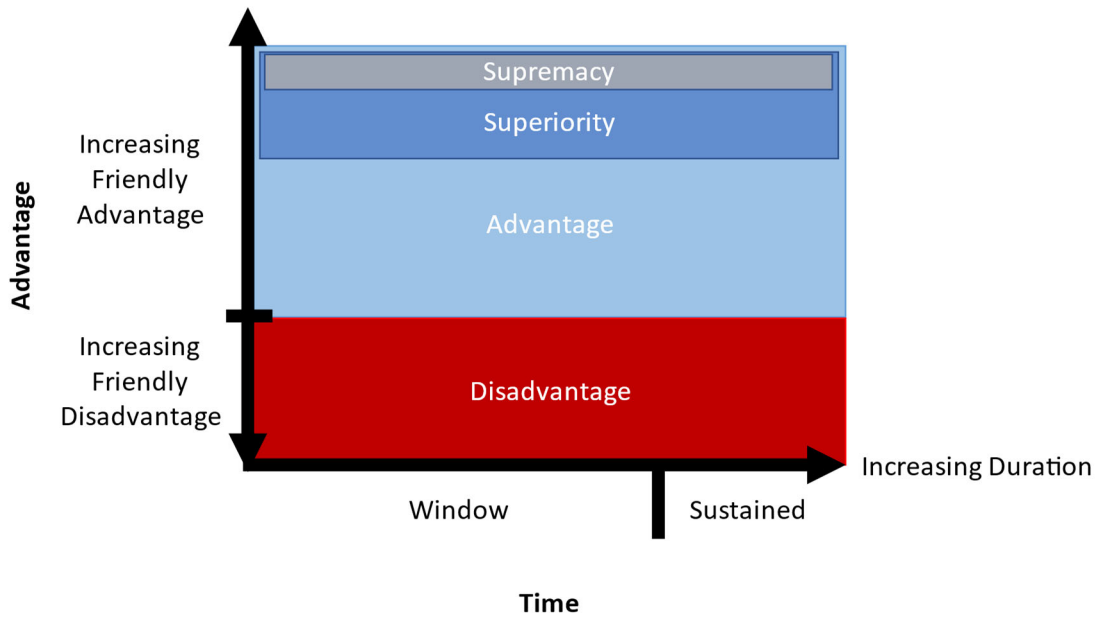 Supremacy
Superiority
Increasing
Friendly
Advantage
Advantage
Advantage
Increasing
Friendly
Disadvantage
Disadvantage
Increasing Duration
Window
Sustained
Time